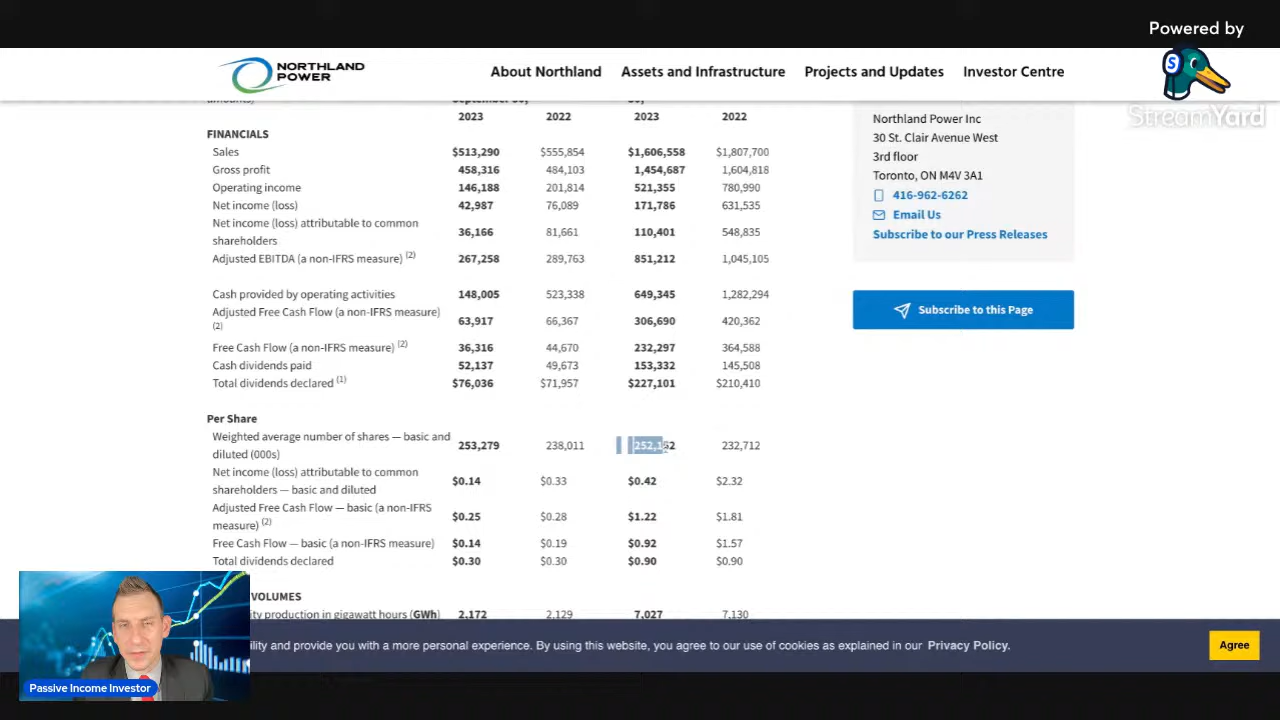 Powered by
StreamYard
NORTHLAND
POWER
About Northland Assets and Infrastructure Projects and Updates Investor Centre
amounts) September 30, 30,
2023 2022 2023 2022
FINANCIALS
Sales $513,290 $555,854 $1,606,558 $1,807,700
Gross profit 458,316 484,103 1,454,687 1,604,818
Operating income 146,188 201,814 521,355 780,990
Net income (loss) 42,987 76,089 171,786 631,535
Net income (loss) attributable to common
shareholders 36,166 81,661 110,401 548,835
Adjusted EBITDA (a non-IFRS measure) (2) 267,258 289,763 851,212 1,045,105
Cash provided by operating activities 148,005 523,338 649,345 1,282,294
Adjusted Free Cash Flow (a non-IFRS measure)
(2) 63,917 66,367 306,690 420,362
Free Cash Flow (a non-IFRS measure) (2) 36,316 44,670 232,297 364,588
Cash dividends paid 52,137 49,673 153,332 145,508
Total dividends declared (1) $76,036 $71,957 $227,101 $210,410
Per Share
Weighted average number of shares — basic and
diluted (000s) 253,279 238,011 252,152 232,712
Net income (loss) attributable to common
shareholders — basic and diluted $0.14 $0.33 $0.42 $2.32
Adjusted Free Cash Flow — basic (a non-IFRS
measure) (2) $0.25 $0.28 $1.22 $1.81
Free Cash Flow — basic (a non-IFRS measure) $0.14 $0.19 $0.92 $1.57
Total dividends declared $0.30 $0.30 $0.90 $0.90
VOLUMES
ity production in gigawatt hours (GWh) 2,172 2,129 7,027 7,130
Northland Power Inc
30 St. Clair Avenue West
3rd floor
Toronto, ON M4V 3A1
416-962-6262
Email Us
Subscribe to our Press Releases
Subscribe to this Page
ility and provide you with a more personal experience. By using this website, you agree to our use of cookies as explained in our Privacy Policy.
Agree
Passive Income Investor